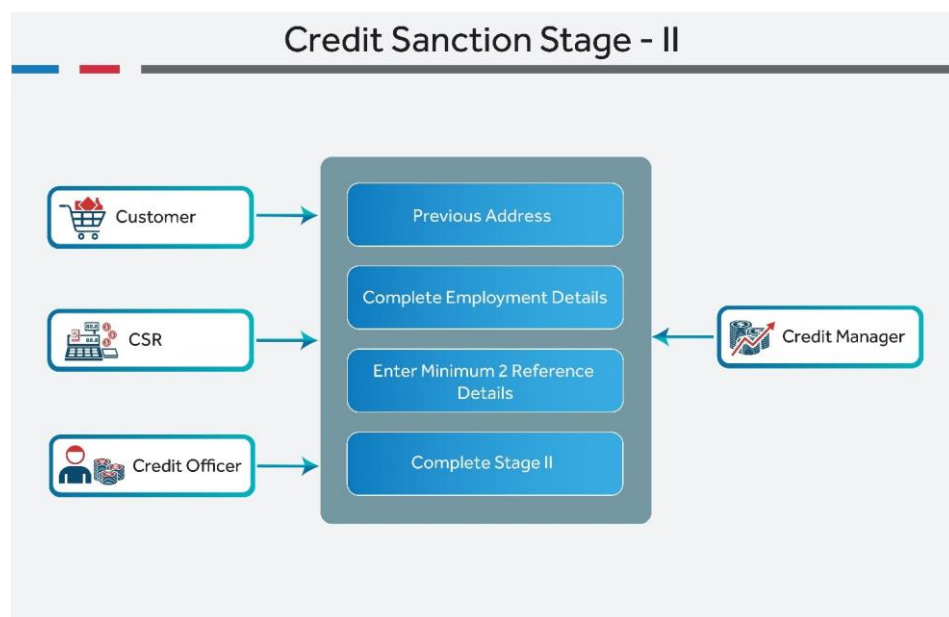 Credit Sanction Stage - II
Customer
CSR
Credit Officer
Previous Address
Complete Employment Details
Enter Minimum 2 Reference
Details
Complete Stage II
Credit Manager